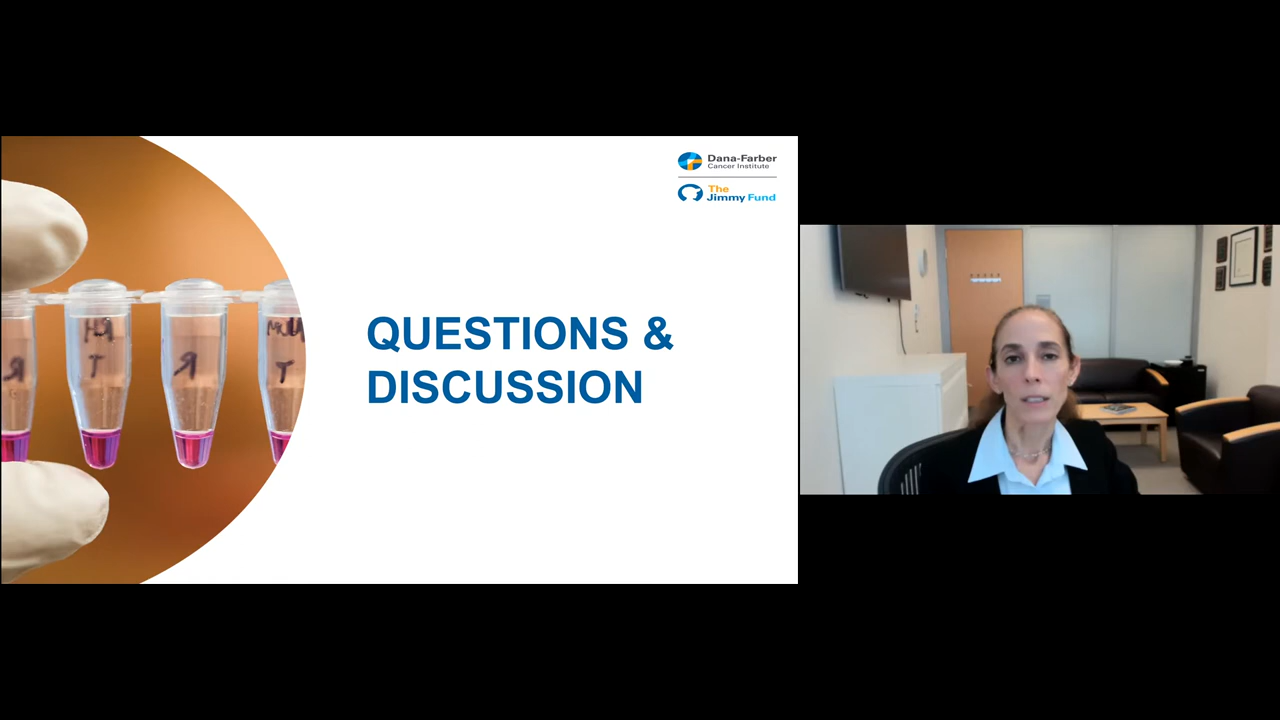 Dana-Farber
Cancer Institute
The
Jimmy Fund
QUESTIONS &
DISCUSSION